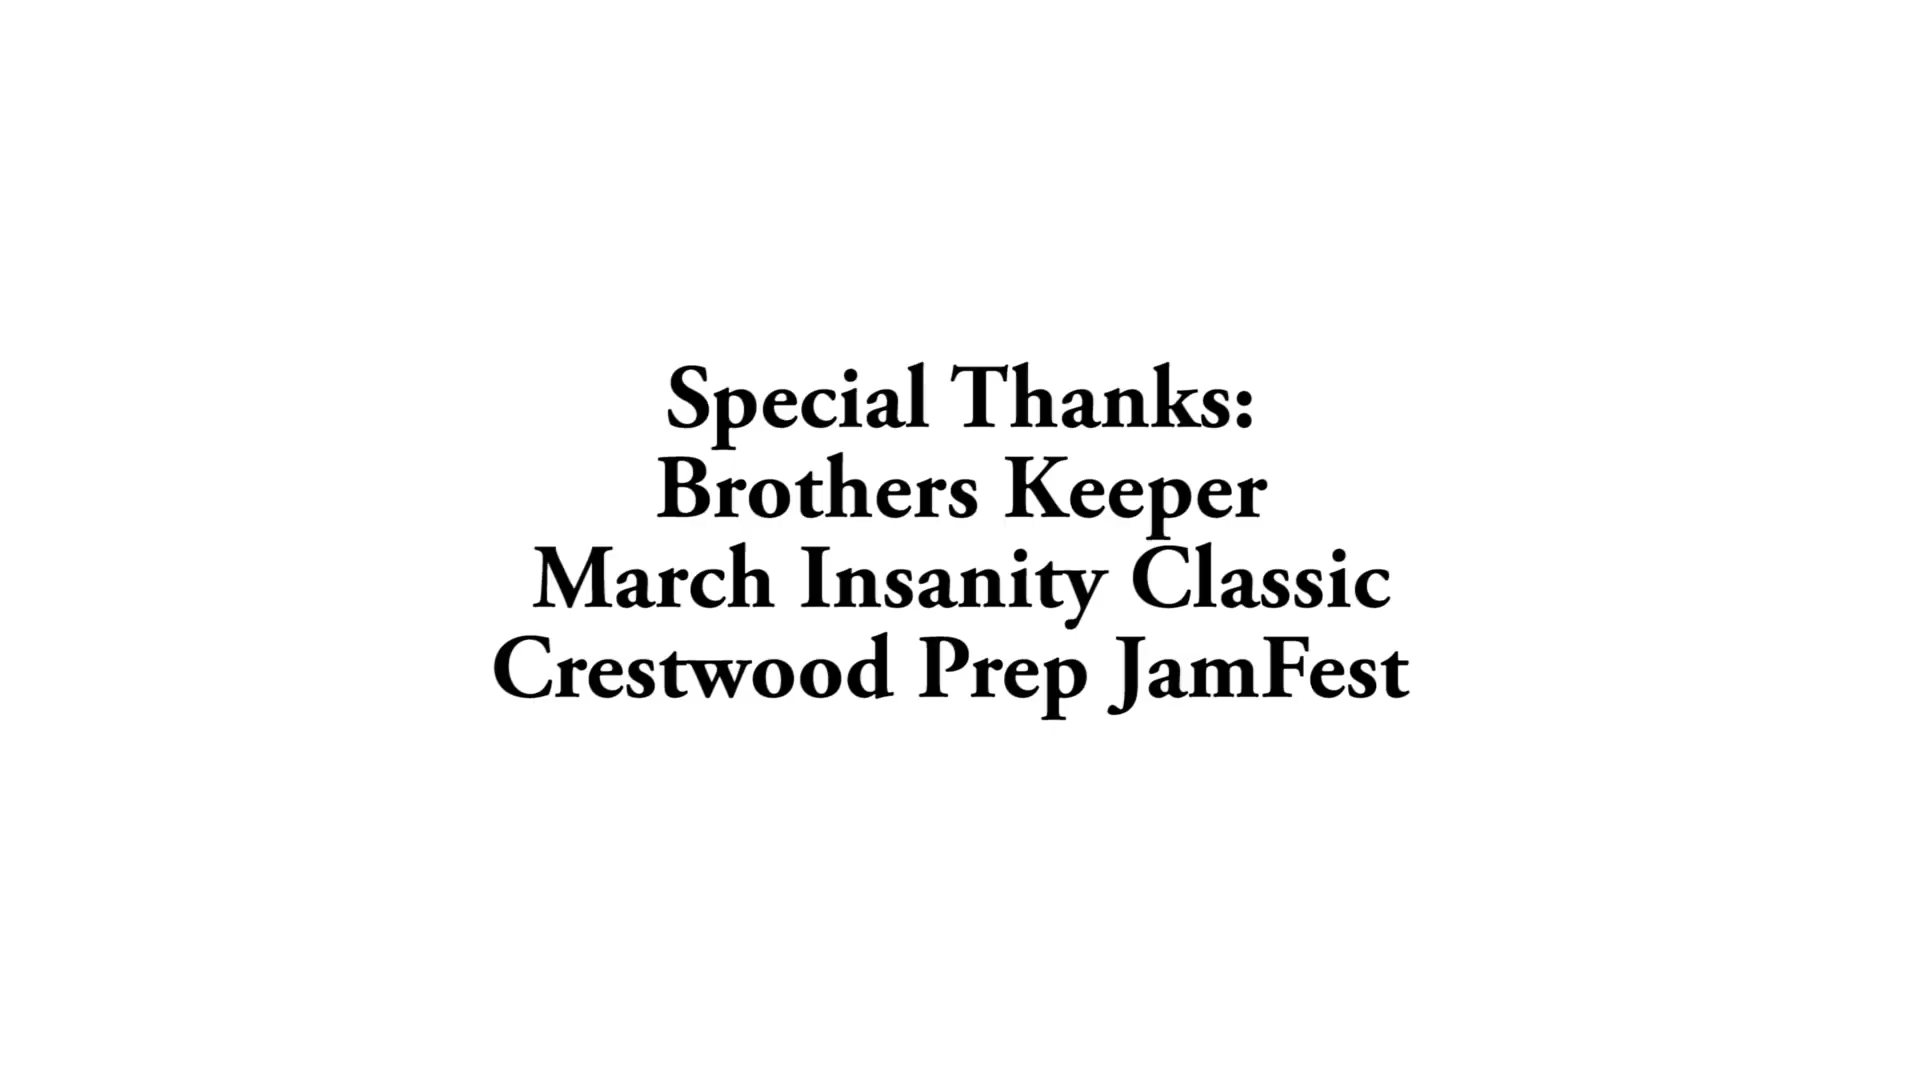 Special Thanks:
Brothers Keeper
March Insanity Classic
Crestwood Prep JamFest